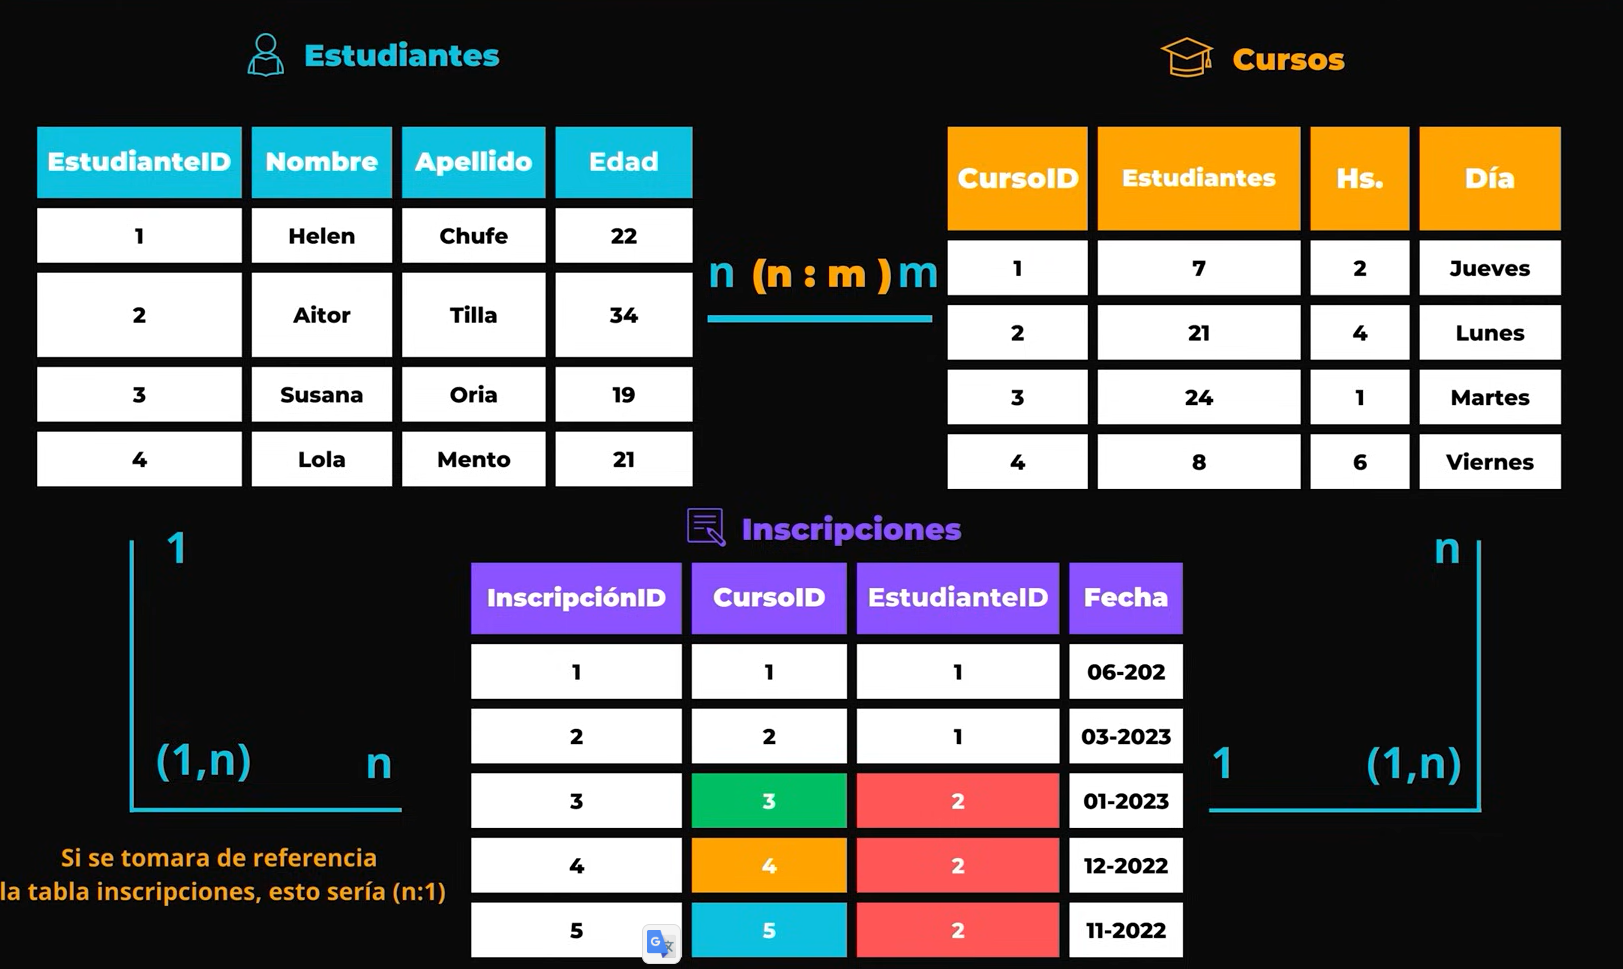 Estudiantes
Cursos
EstudianteID Nombre Apellido Edad
1 Helen Chufe 22
2 Aitor Tilla 34
3 Susana Oria 19
4 Lola Mento 21
n (n : m ) m
CursoID Estudiantes Hs. Día
1 7 2 Jueves
2 21 4 Lunes
3 24 1 Martes
4 8 6 Viernes
Inscripciones
1
n
InscripciónID CursoID EstudianteID Fecha
1 1 1 06-202
2 2 1 03-2023
3 3 2 01-2023
4 4 2 12-2022
5 5 2 11-2022
(1,n) n
1 (1,n)
Si se tomara de referencia
la tabla inscripciones, esto sería (n:1)
G文